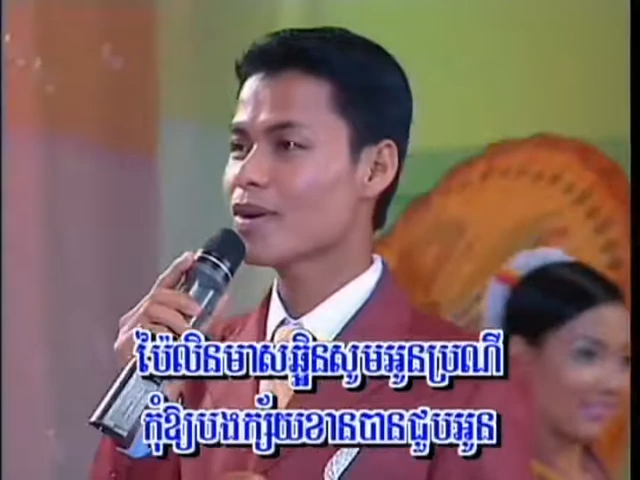 ប៉ៃលិនមាសឆ្អិនសូមអូនប្រណី
កុំឱ្យបងក្ស័យខានបានជួបអូន